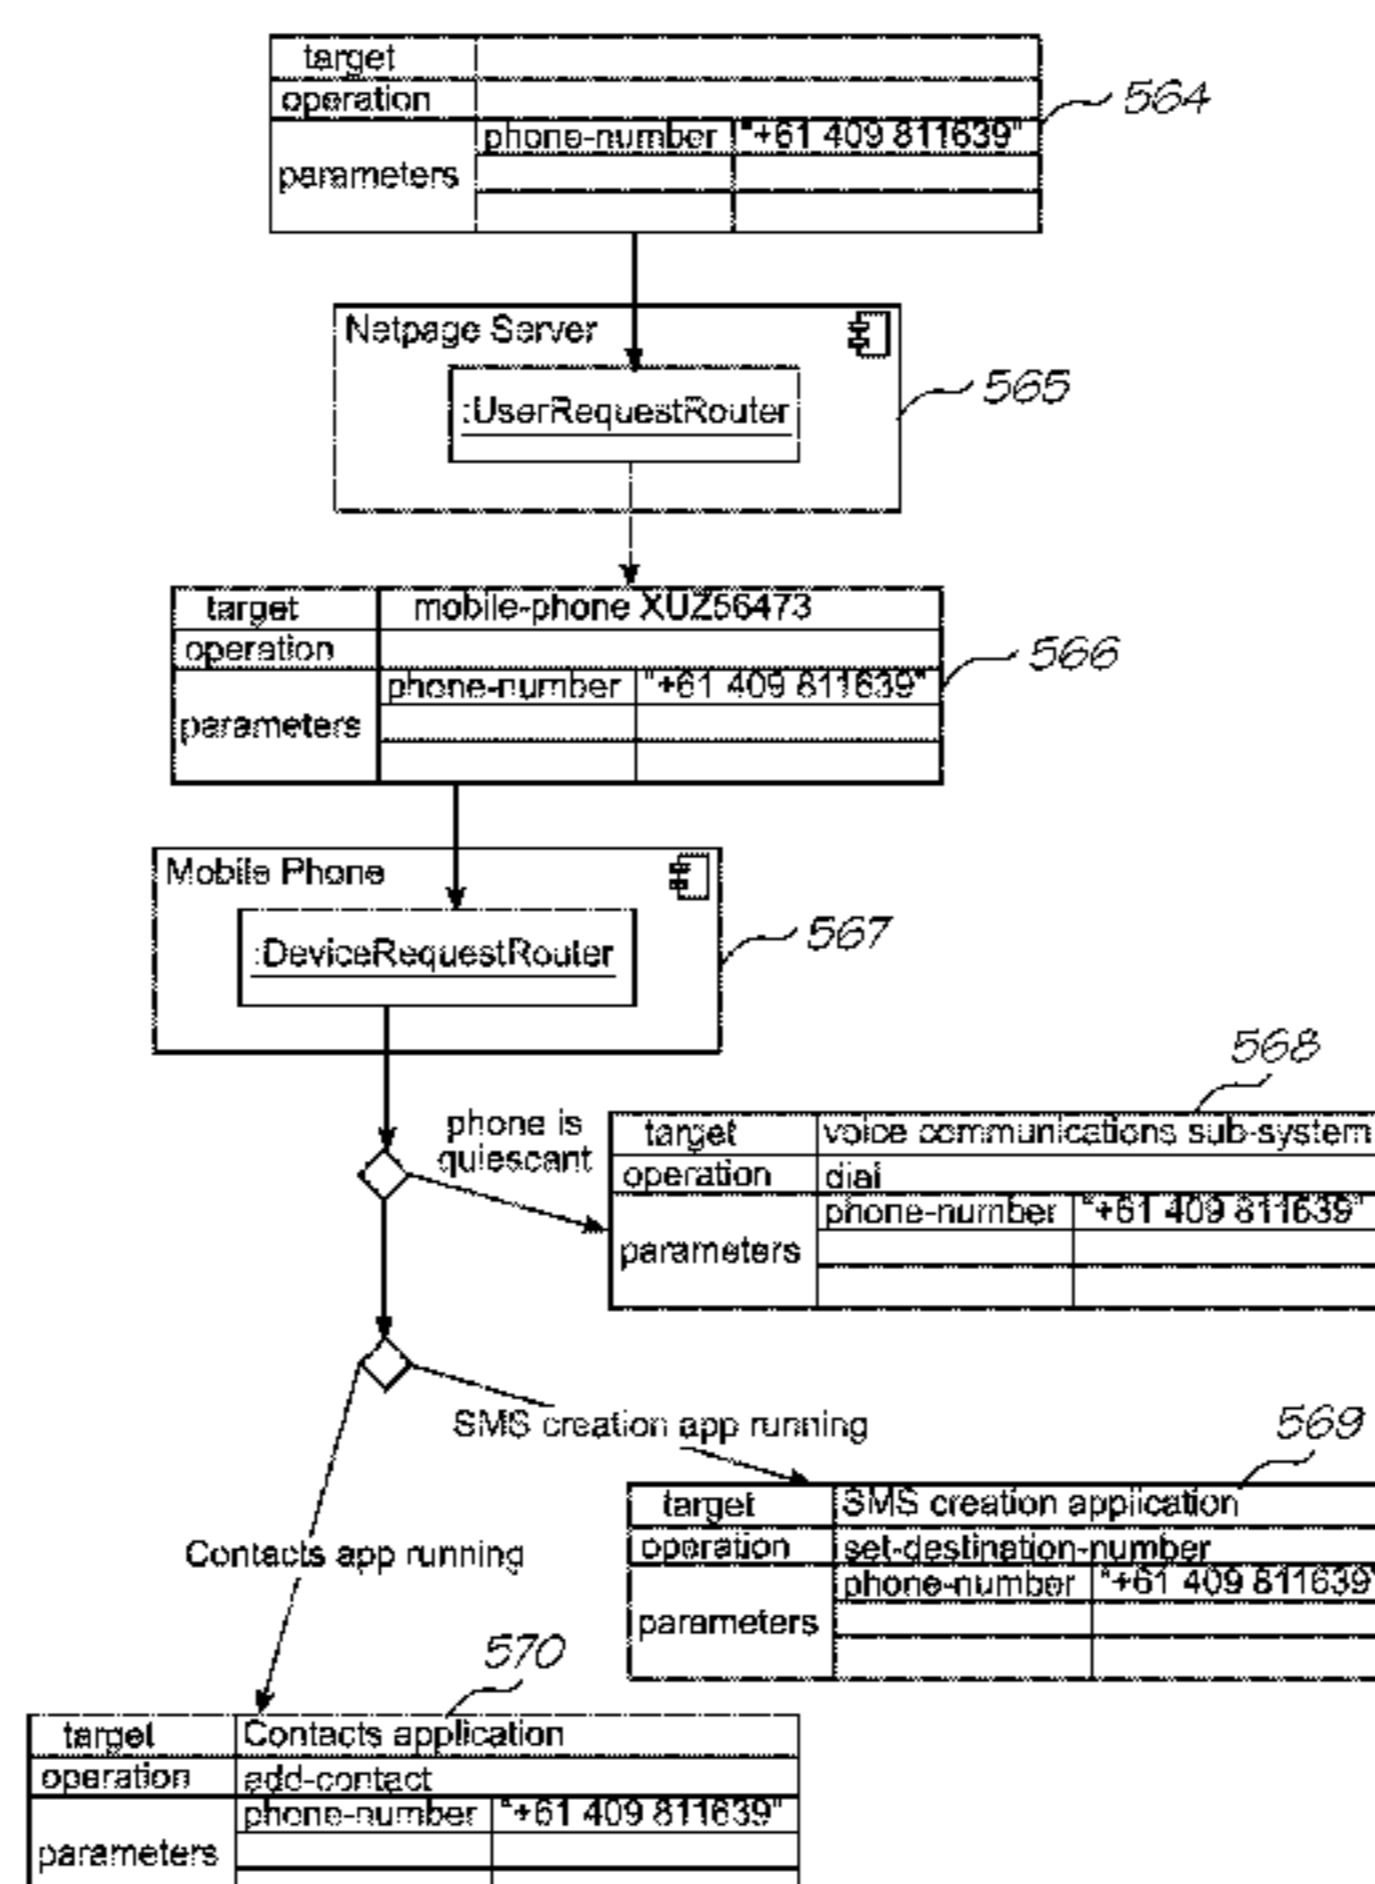 target
operation
564
phone-number "+61 409 811639"
parameters
Netpage Server
565
:UserRequestRouter
target mobile-phone XUZ56473
operation
566
phone-number "+61 409 811639"
parameters
Mobile Phone
567
:DeviceRequestRouter
568
phone is
quiescant
target voice communications sub-system
operation dial
phone-number "+61 409 811639"
parameters
SMS creation app running
569
target SMS creation application
operation set-destination-number
phone-number "+61 409 811639"
parameters
Contacts app running
570
target Contacts application
operation add-contact
phone-number "+61 409 811639"
parameters